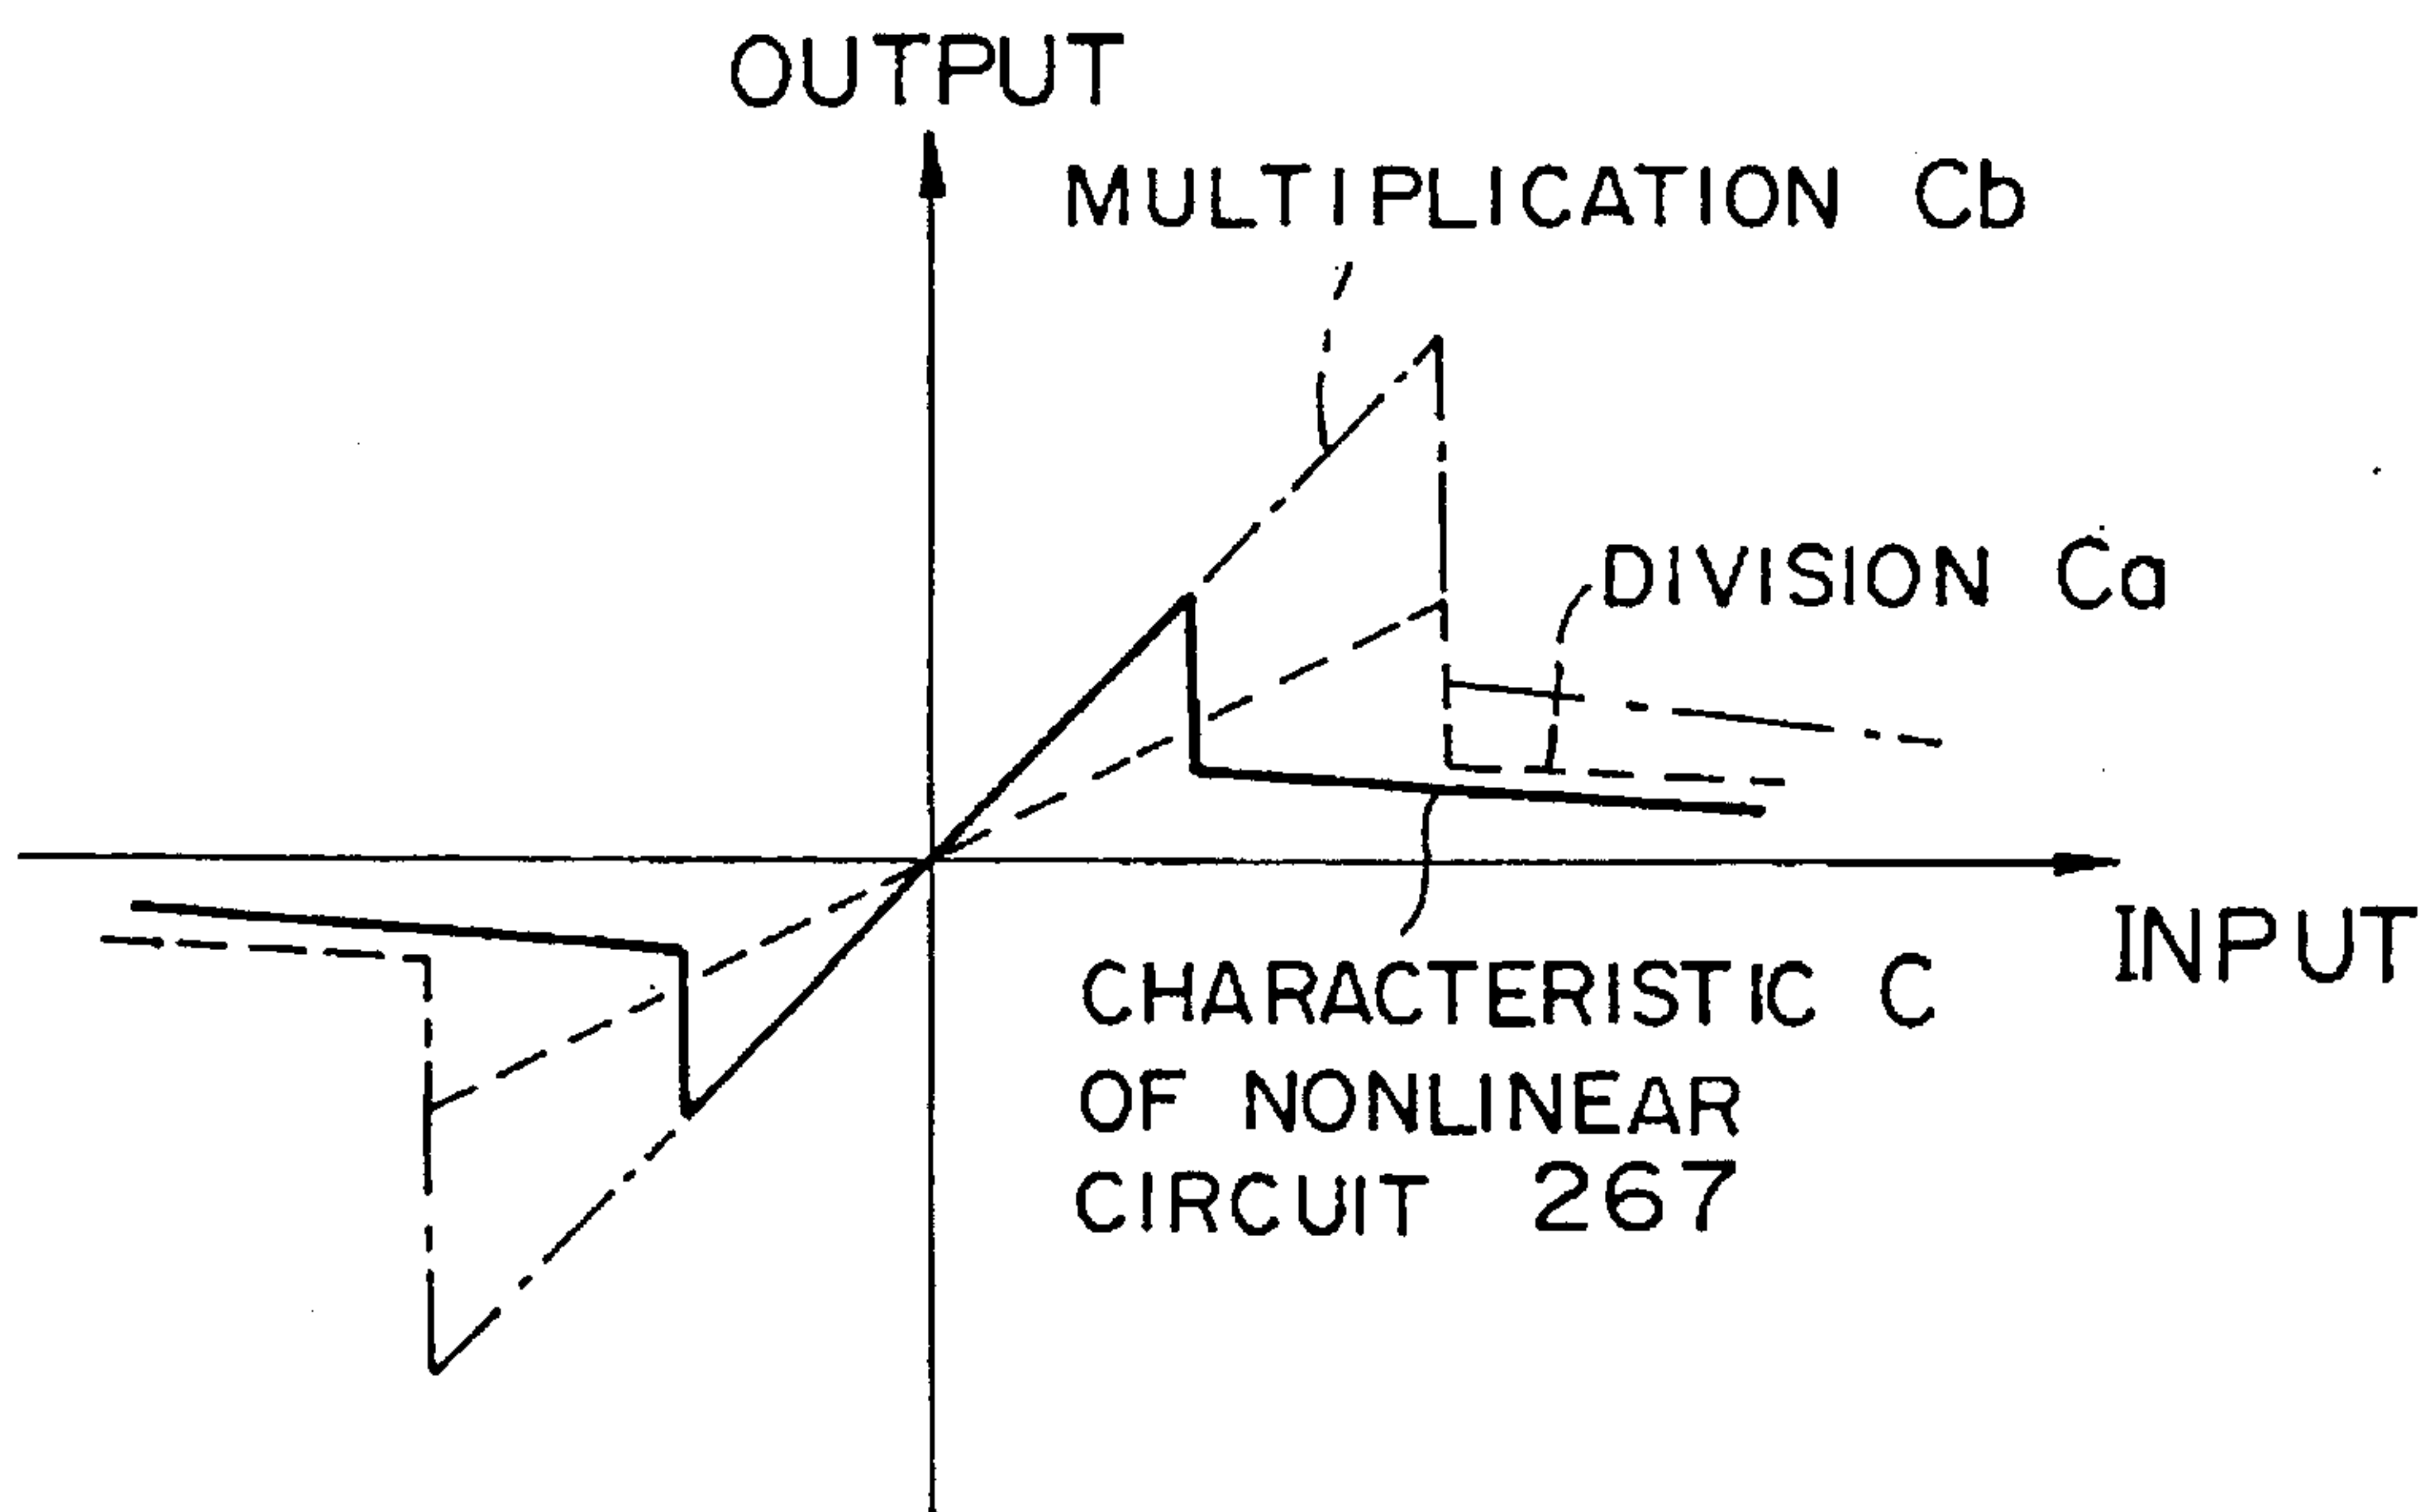 OUTPUT
MULTIPLICATION Cb
DIVISION Ca
INPUT
CHARACTERISTIC C
OF NONLINEAR
CIRCUIT 267